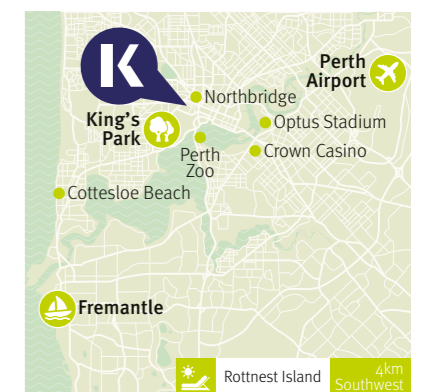 K
Perth
Airport
Northbridge
King's
Park
Optus Stadium
Perth
Zoo
Crown Casino
Cottesloe Beach
Fremantle
Rottnest Island
4km
Southwest